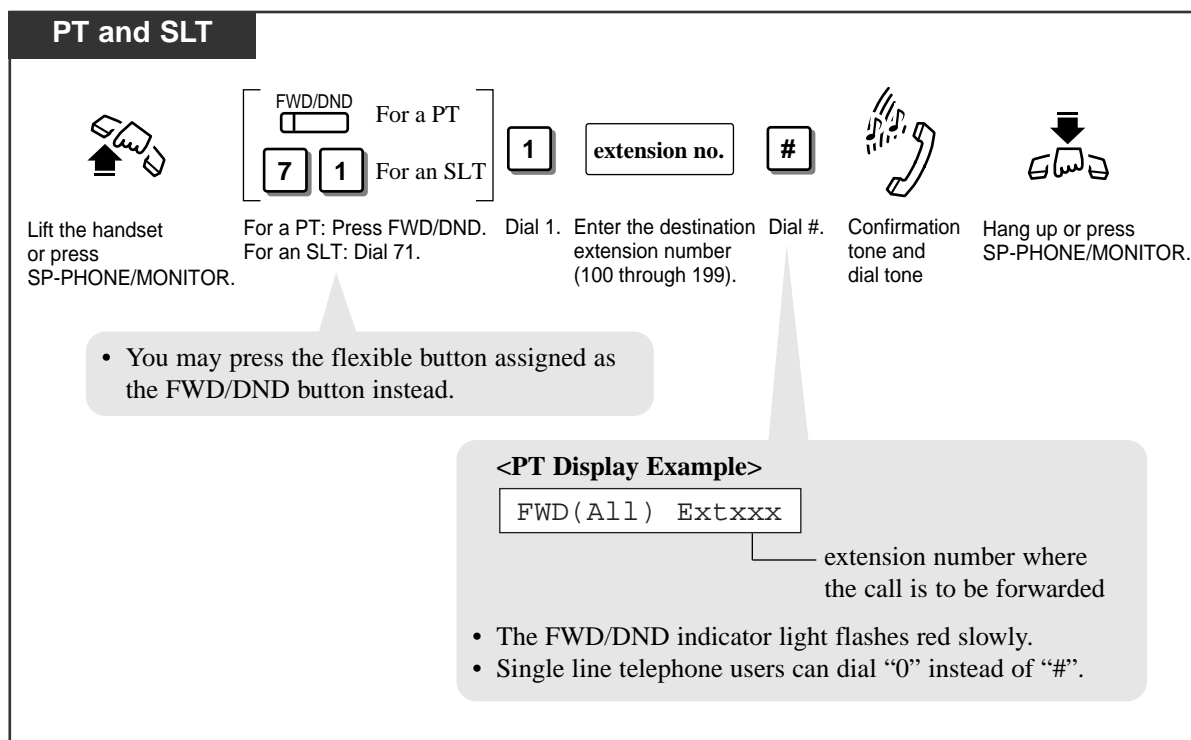 PT and SLT
FWD/DND
For a PT
7 1 For an SLT
1
extension no.
#
Lift the handset
or press
SP-PHONE/MONITOR.
For a PT: Press FWD/DND.
For an SLT: Dial 71.
Dial 1.
Enter the destination
extension number
(100 through 199).
Dial #.
Confirmation
tone and
dial tone
Hang up or press
SP-PHONE/MONITOR.
• You may press the flexible button assigned as
the FWD/DND button instead.
<PT Display Example>
FWD(All) Extxxx
extension number where
the call is to be forwarded
• The FWD/DND indicator light flashes red slowly.
• Single line telephone users can dial “0” instead of “#”.